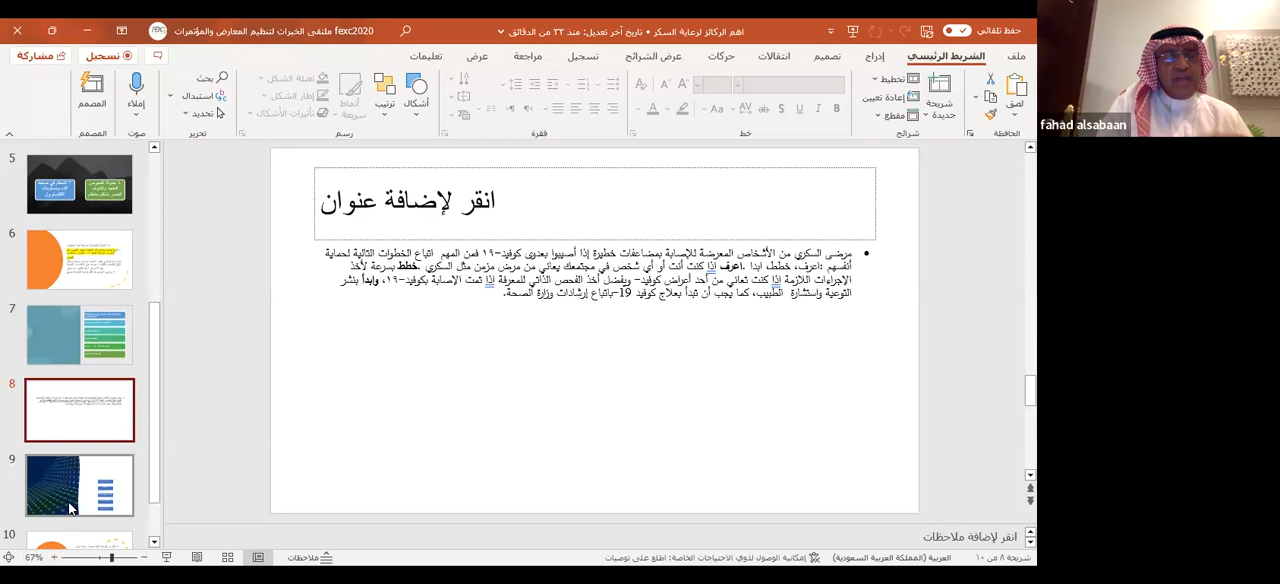 حفظ تلقائي
اهم الركائز لرعاية السكر • تاريخ آخر تعديل: منذ ٣٣ من الدقائق
fexc2020 ملتقى الخبرات لتنظيم المعارض والمؤتمرات
ملف
الشريط الرئيسي
إدراج
تصميم
انتقالات
حركات
عرض الشرائح
تسجيل
مراجعة
عرض
تعليمات
تسجيل
مشاركة
لصق
الحافظة
شريحة جديدة
تخطيط
إعادة تعيين
مقطع
شرائح
خط
فقرة
أشكال
ترتيب
أنماط سريعة
تعبئة الشكل
إطار الشكل
تأثيرات الشكل
رسم
بحث
استبدال
تحديد
تحرير
إملاء
صوت
المصمم
المصمم
fahad alsabaan
5
6
7
8
9
10
انقر لإضافة عنوان
• مرضى السكري من الأشخاص المعرضة للإصابة بمضاعفات خطيرة إذا أصيبوا بعدوى كوفيد-١٩ فمن المهم اتباع الخطوات التالية لحماية
أنفسهم :اعرف، خطط، ابدا .اعرف إذا كنت أنت أو أي شخص في مجتمعك يعاني من مرض مزمن مثل السكري .خطط بسرعة لأخذ
الإجراءات اللازمة إذا كنت تعاني من أحد أعراض كوفيد- ويفضل أخذ الفحص الذاتي للمعرفة إذا تمت الإصابة بكوفيد-١٩، وابدأ بنشر
التوعية واستشارة الطبيب، كما يجب أن تبدأ بعلاج كوفيد 19-باتباع إرشادات وزارة الصحة.
انقر لإضافة ملاحظات
شريحة ٨ من ١٠
العربية (المملكة العربية السعودية)
إمكانية الوصول لذوي الاحتياجات الخاصة: اطلع على توصيات
ملاحظات
67%